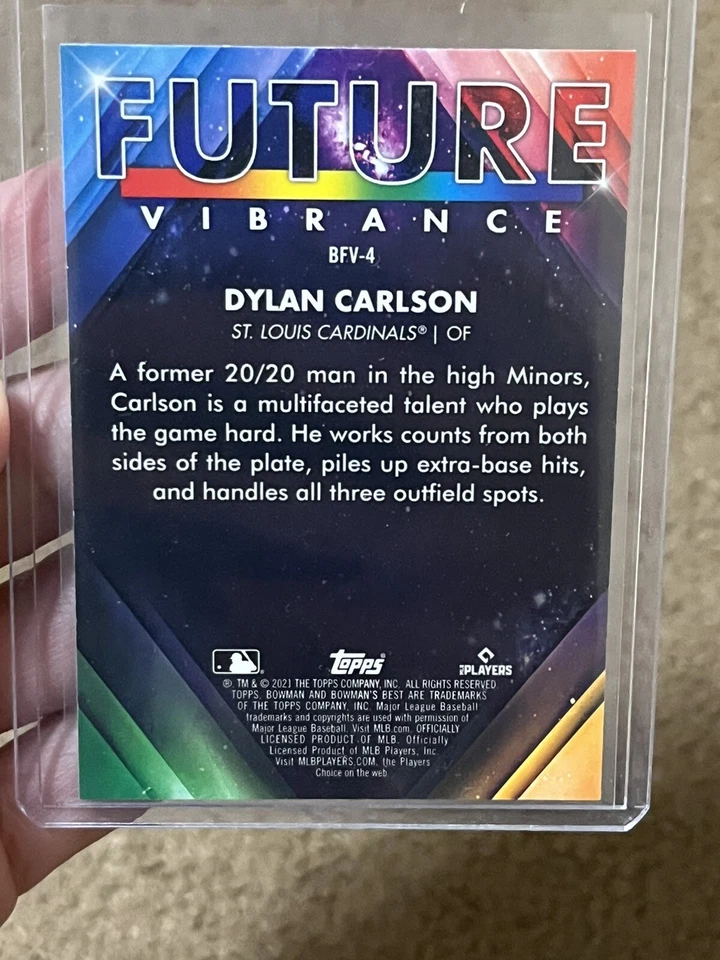 FUTURE
VIBRANCE
BFV-4
DYLAN CARLSON
ST. LOUIS CARDINALS® | OF
A former 20/20 man in the high Minors,
Carlson is a multifaceted talent who plays
the game hard. He works counts from both
sides of the plate, piles up extra-base hits,
and handles all three outfield spots.
topps
MLB PLAYERS
®, TM & © 2021 THE TOPPS COMPANY, INC. ALL RIGHTS RESERVED
TOPPS, BOWMAN AND BOWMAN'S BEST ARE TRADEMARKS
OF THE TOPPS COMPANY, INC. Major League Baseball
trademarks and copyrights are used with permission of
Major League Baseball. Visit MLB.com. OFFICIALLY
LICENSED PRODUCT OF MLB. Officially
Licensed Product of MLB Players, Inc.
Visit MLBPLAYERS.COM, the Players
Choice on the web.